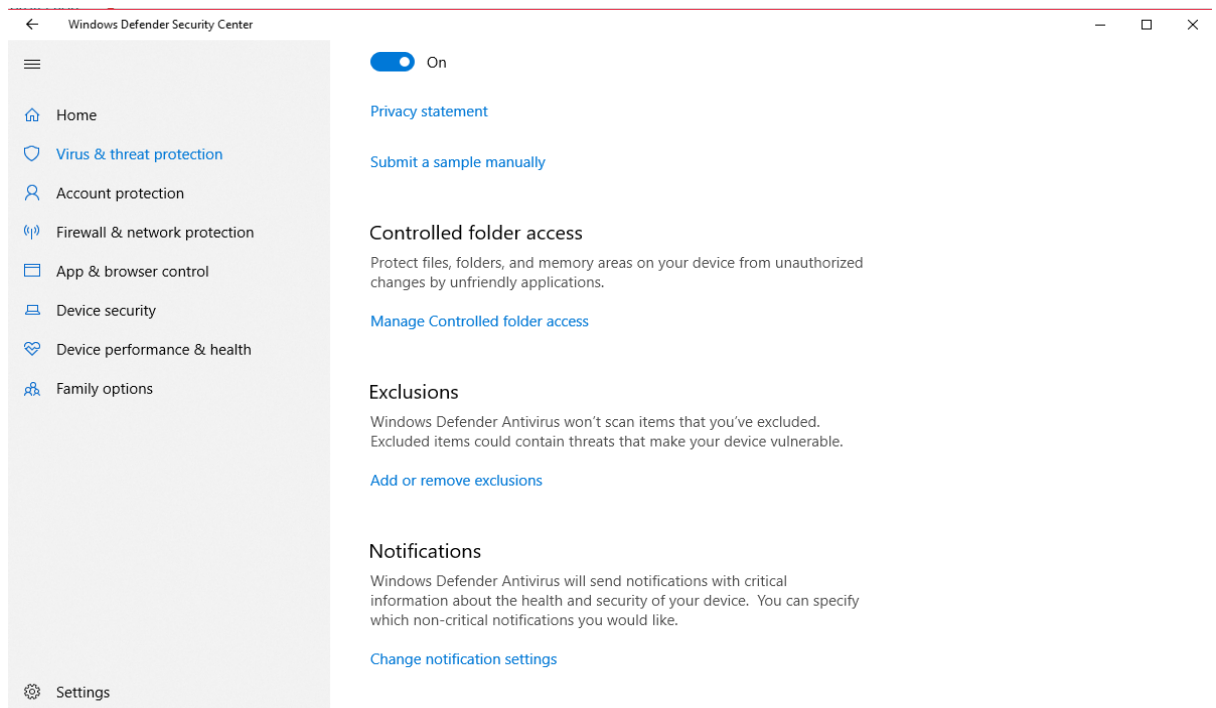 Windows Defender Security Center
Home
Virus & threat protection
Account protection
Firewall & network protection
App & browser control
Device security
Device performance & health
Family options
Settings
On
Privacy statement
Submit a sample manually
Controlled folder access
Protect files, folders, and memory areas on your device from unauthorized
changes by unfriendly applications.
Manage Controlled folder access
Exclusions
Windows Defender Antivirus won't scan items that you've excluded.
Excluded items could contain threats that make your device vulnerable.
Add or remove exclusions
Notifications
Windows Defender Antivirus will send notifications with critical
information about the health and security of your device.  You can specify
which non-critical notifications you would like.
Change notification settings